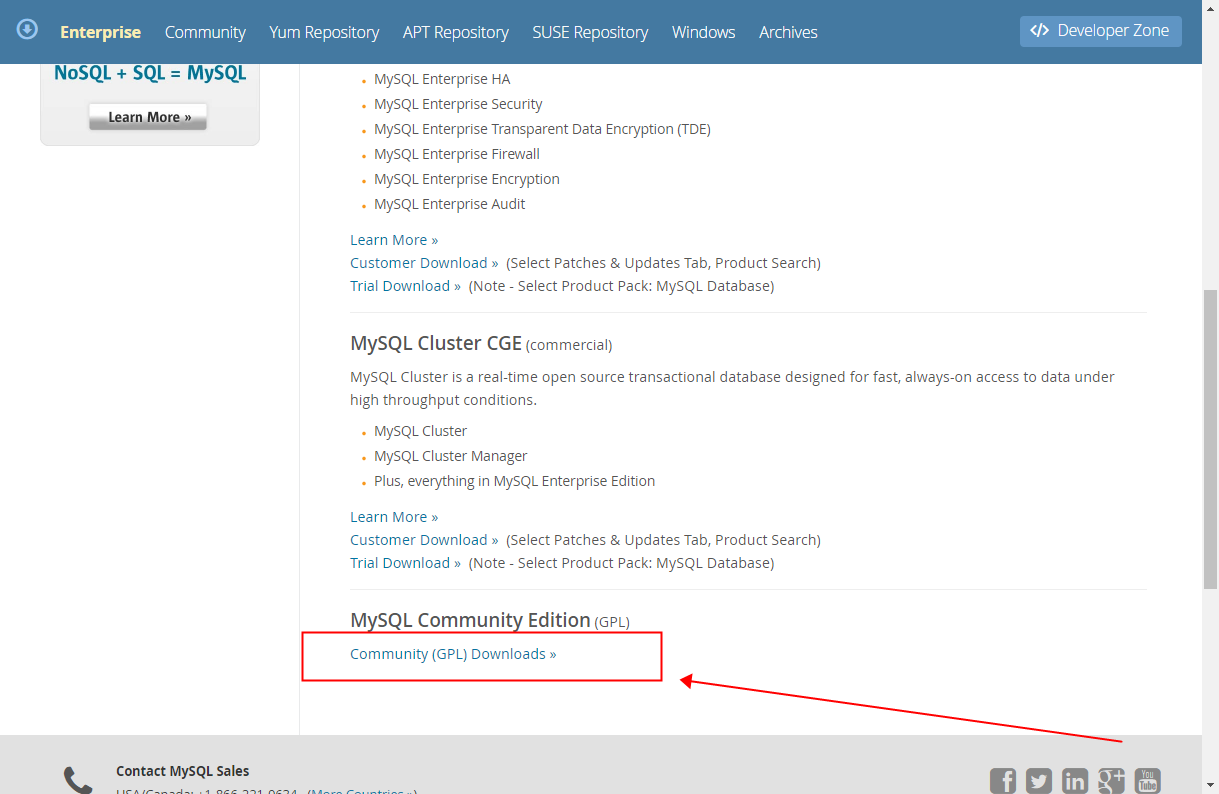 Enterprise Community Yum Repository APT Repository SUSE Repository Windows Archives </> Developer Zone
NoSQL + SQL = MySQL
Learn More »
MySQL Enterprise HA
MySQL Enterprise Security
MySQL Enterprise Transparent Data Encryption (TDE)
MySQL Enterprise Firewall
MySQL Enterprise Encryption
MySQL Enterprise Audit
Learn More »
Customer Download » (Select Patches & Updates Tab, Product Search)
Trial Download » (Note - Select Product Pack: MySQL Database)
MySQL Cluster CGE (commercial)
MySQL Cluster is a real-time open source transactional database designed for fast, always-on access to data under
high throughput conditions.
MySQL Cluster
MySQL Cluster Manager
Plus, everything in MySQL Enterprise Edition
Learn More »
Customer Download » (Select Patches & Updates Tab, Product Search)
Trial Download » (Note - Select Product Pack: MySQL Database)
MySQL Community Edition (GPL)
Community (GPL) Downloads »
Contact MySQL Sales
USA/Canada: +1-866-221-0634 (More Countries »)
f in g+ You Tube